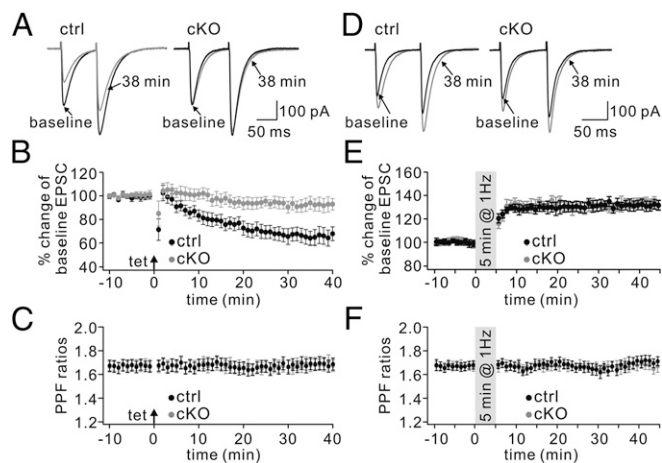 A
ctrl
cKO
38 min
38 min
baseline
baseline
100 pA
50 ms
B
% change of
baseline EPSC
120
100
80
60
40
tet
ctrl
cKO
-10 0 10 20 30 40
time (min)
C
PPF ratios
2.0
1.8
1.6
1.4
1.2
tet
ctrl
cKO
-10 0 10 20 30 40
time (min)
D
ctrl
cKO
38 min
38 min
baseline
baseline
100 pA
50 ms
E
% change of
baseline EPSC
160
140
120
100
80
5 min @ 1Hz
ctrl
cKO
-10 0 10 20 30 40
time (min)
F
PPF ratios
2.0
1.8
1.6
1.4
1.2
5 min @ 1Hz
ctrl
cKO
-10 0 10 20 30 40
time (min)